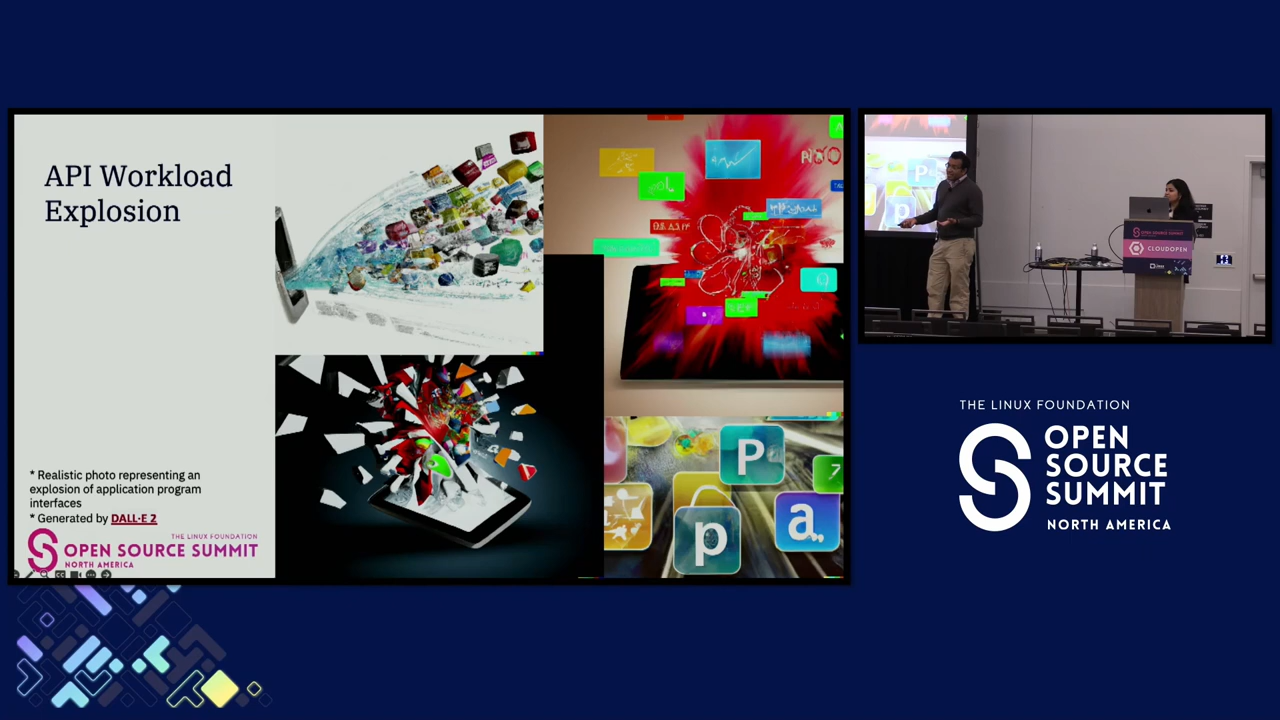 API Workload
Explosion
* Realistic photo representing an
explosion of application program
interfaces
* Generated by DALL·E 2
THE LINUX FOUNDATION
OPEN SOURCE SUMMIT
NORTH AMERICA
P
p
a
P
CLOUDOPEN
THE LINUX FOUNDATION
OPEN
SOURCE
SUMMIT
NORTH AMERICA